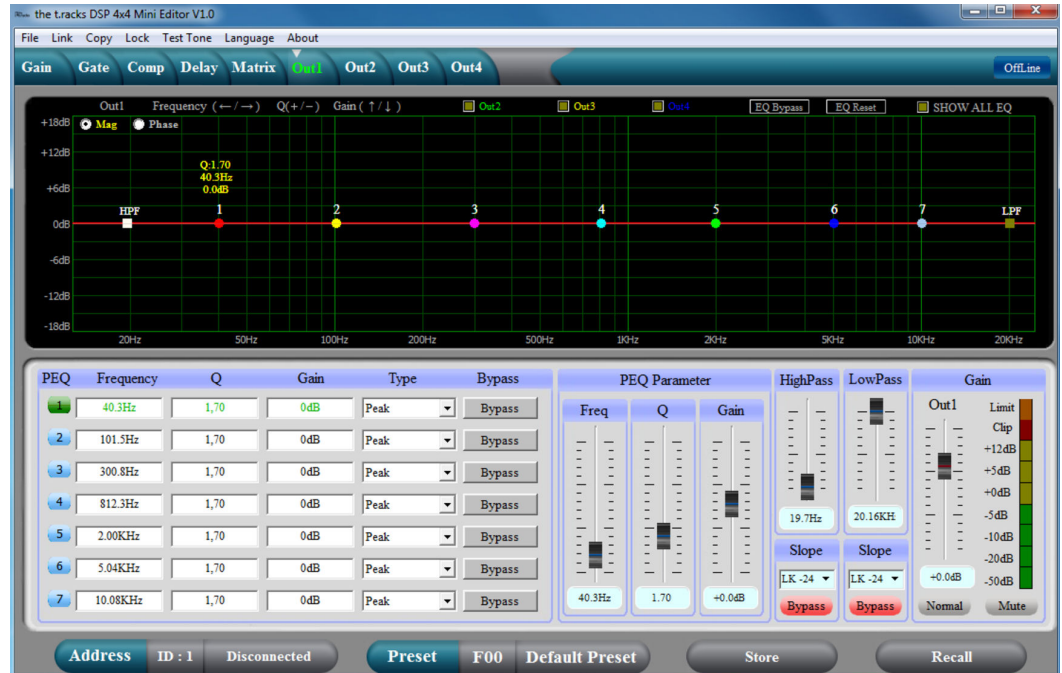 the t.racks DSP 4x4 Mini Editor V1.0
File Link Copy Lock Test Tone Language About
Gain Gate Comp Delay Matrix Out1 Out2 Out3 Out4 OffLine
Out1 Frequency (←/→) Q(+/−) Gain(↑/↓) Out2 Out3 Out4 EQ Bypass EQ Reset SHOW ALL EQ
+18dB Mag Phase
+12dB
Q:1.70
40.3Hz
+6dB 0.0dB
HPF 1 2 3 4 5 6 7 LPF
0dB
-6dB
-12dB
-18dB
20Hz 50Hz 100Hz 200Hz 500Hz 1KHz 2KHz 5KHz 10KHz 20KHz
PEQ Frequency Q Gain Type Bypass
1 40.3Hz 1,70 0dB Peak Bypass
2 101.5Hz 1,70 0dB Peak Bypass
3 300.8Hz 1,70 0dB Peak Bypass
4 812.3Hz 1,70 0dB Peak Bypass
5 2.00KHz 1,70 0dB Peak Bypass
6 5.04KHz 1,70 0dB Peak Bypass
7 10.08KHz 1,70 0dB Peak Bypass
PEQ Parameter
Freq Q Gain
40.3Hz 1.70 +0.0dB
HighPass LowPass
19.7Hz 20.16KH
Slope Slope
LK -24 LK -24
Bypass Bypass
Gain
Out1 Limit
Clip
+12dB
+5dB
+0dB
-5dB
-10dB
-20dB
+0.0dB -50dB
Normal Mute
Address ID : 1 Disconnected Preset F00 Default Preset Store Recall